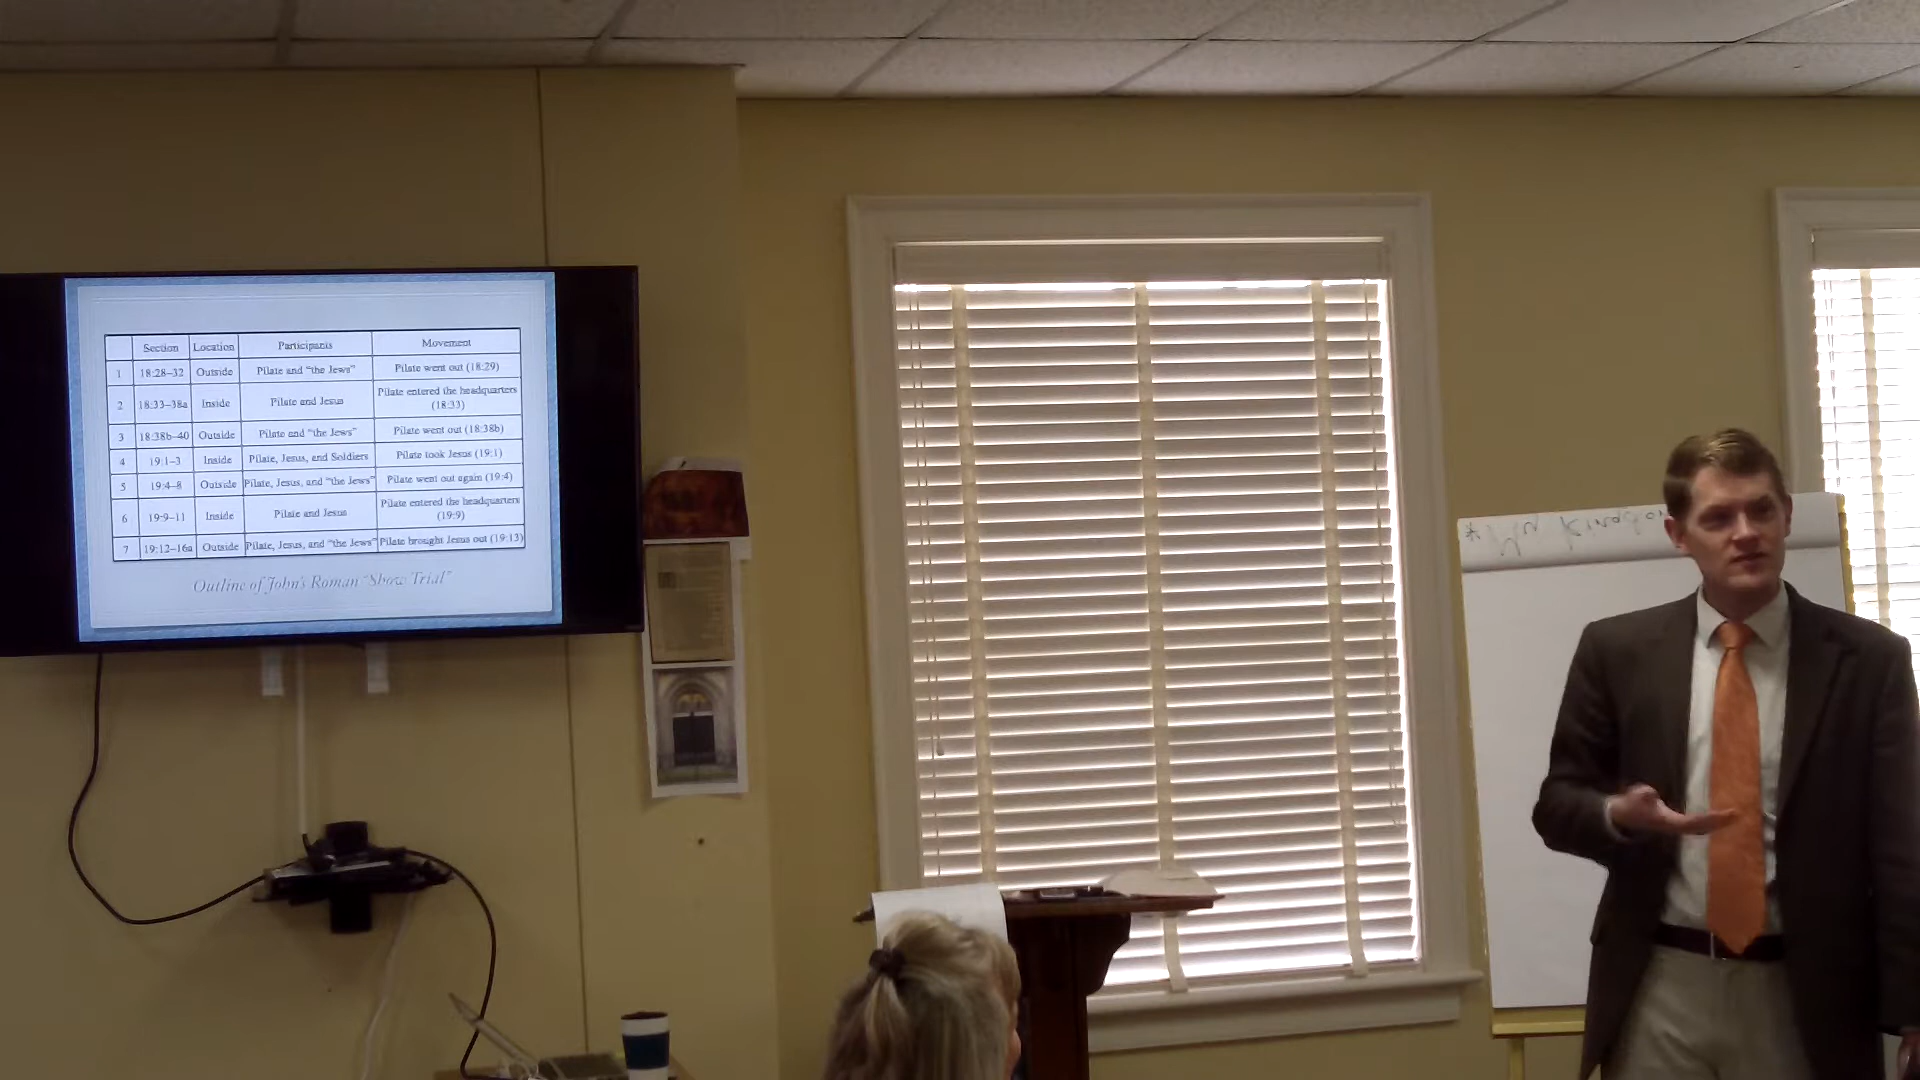 Section Location Participants Movement
1 18:28–32 Outside Pilate and "the Jews" Pilate went out (18:29)
2 18:33–38a Inside Pilate and Jesus Pilate entered the headquarters
(18:33)
3 18:38b–40 Outside Pilate and "the Jews" Pilate went out (18:38b)
4 19:1–3 Inside Pilate, Jesus, and Soldiers Pilate took Jesus (19:1)
5 19:4–8 Outside Pilate, Jesus, and "the Jews" Pilate went out again (19:4)
6 19:9–11 Inside Pilate and Jesus Pilate entered the headquarters
(19:9)
7 19:12–16a Outside Pilate, Jesus, and "the Jews" Pilate brought Jesus out (19:13)
Outline of John's Roman "Show Trial"
* My Kingdom